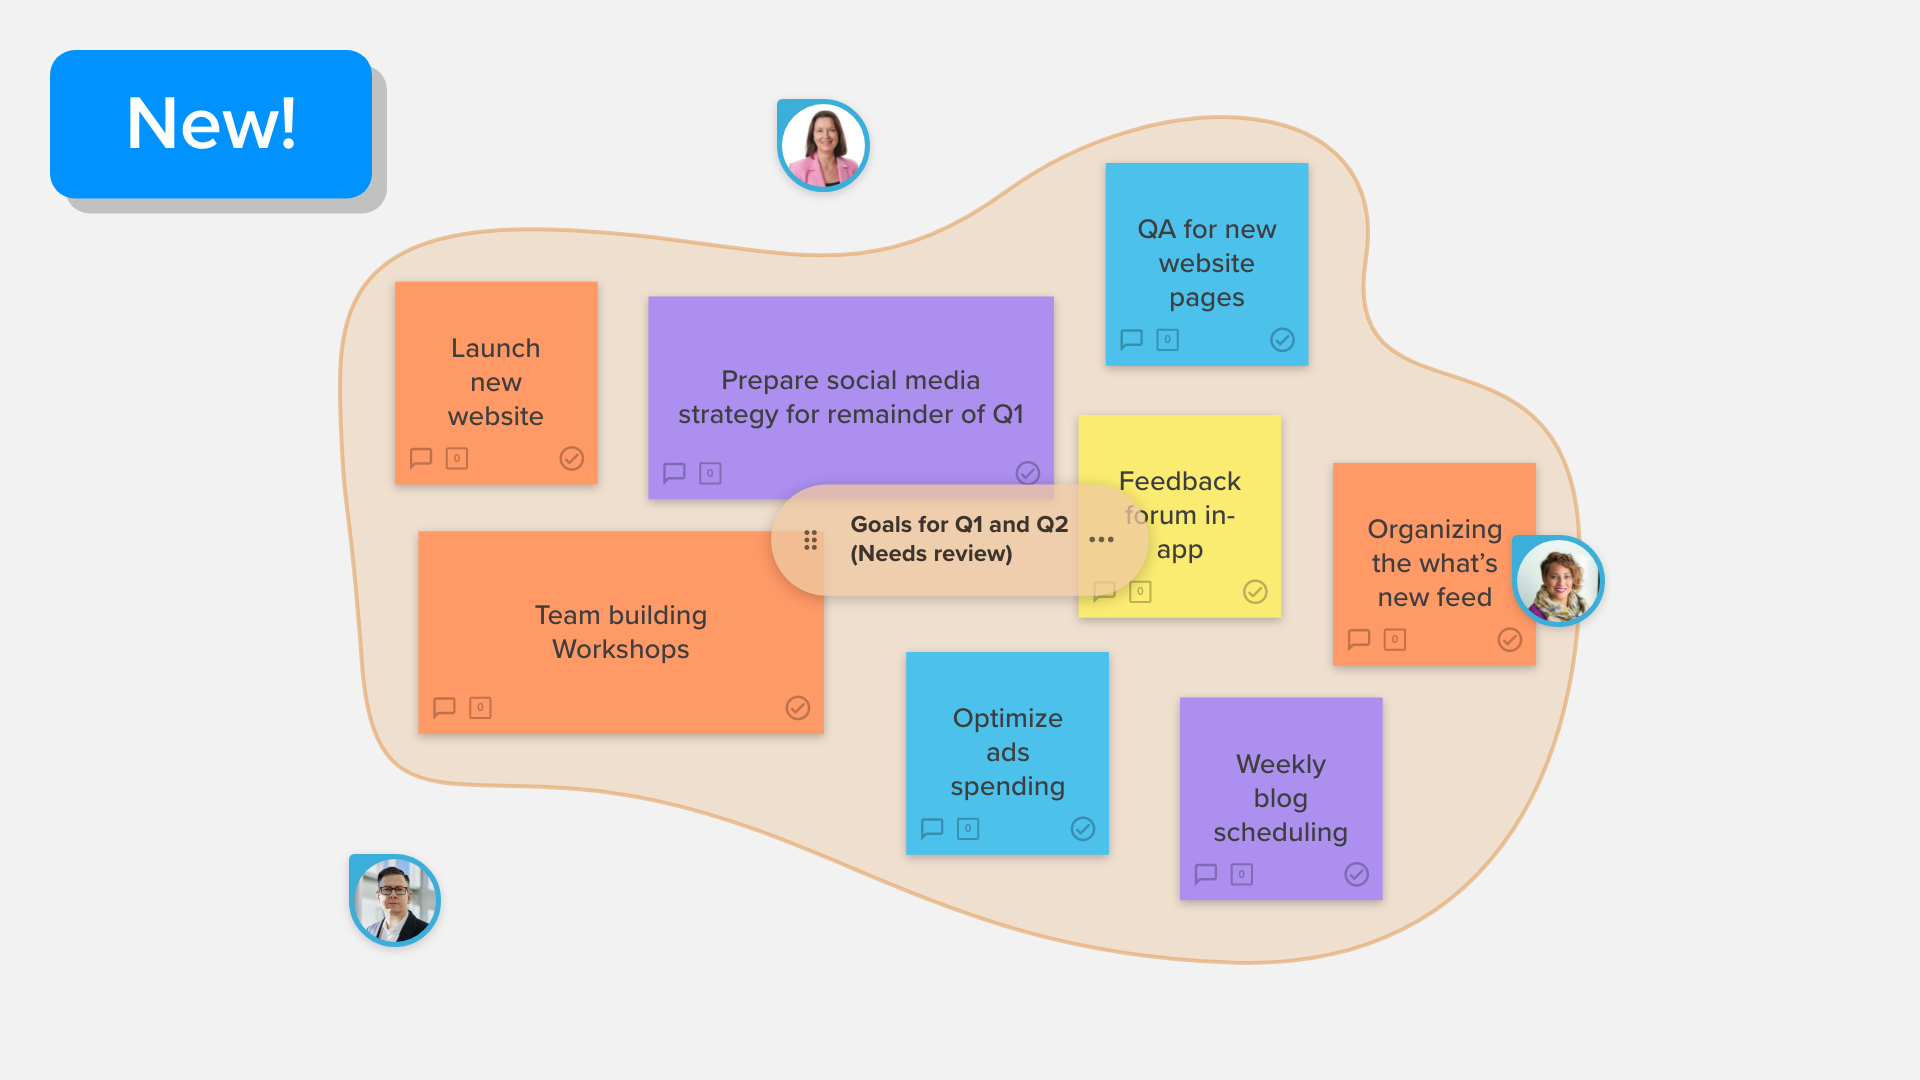 New!
QA for new
website
pages
0
Launch
new
website
0
Prepare social media
strategy for remainder of Q1
0
Feedback
forum in-
app
0
Goals for Q1 and Q2
(Needs review)
Organizing
the what’s
new feed
0
Team building
Workshops
0
Optimize
ads
spending
0
Weekly
blog
scheduling
0